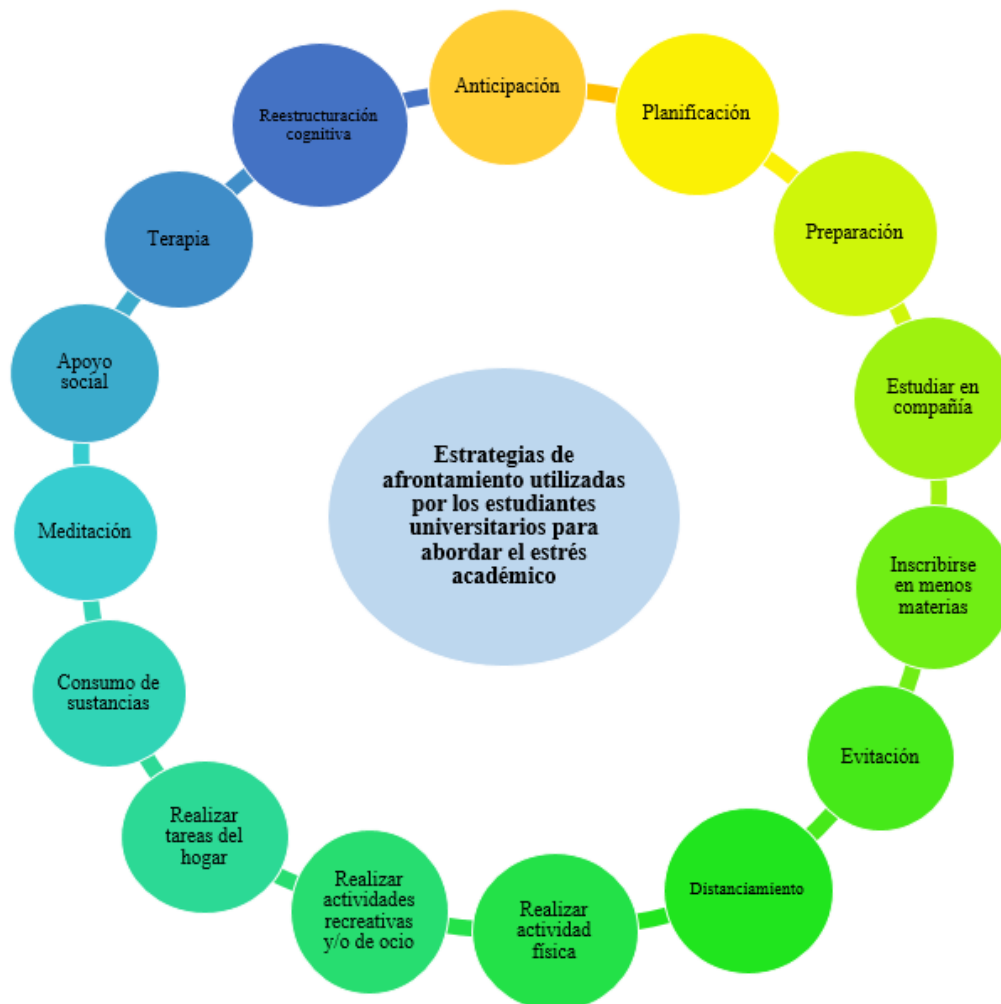 Anticipación
Planificación
Preparación
Estudiar en
compañía
Inscribirse
en menos
materias
Evitación
Distanciamiento
Realizar
actividad
física
Realizar
actividades
recreativas
y/o de ocio
Realizar
tareas del
hogar
Consumo de
sustancias
Meditación
Apoyo
social
Terapia
Reestructuración
cognitiva
Estrategias de
afrontamiento utilizadas
por los estudiantes
universitarios para
abordar el estrés
académico